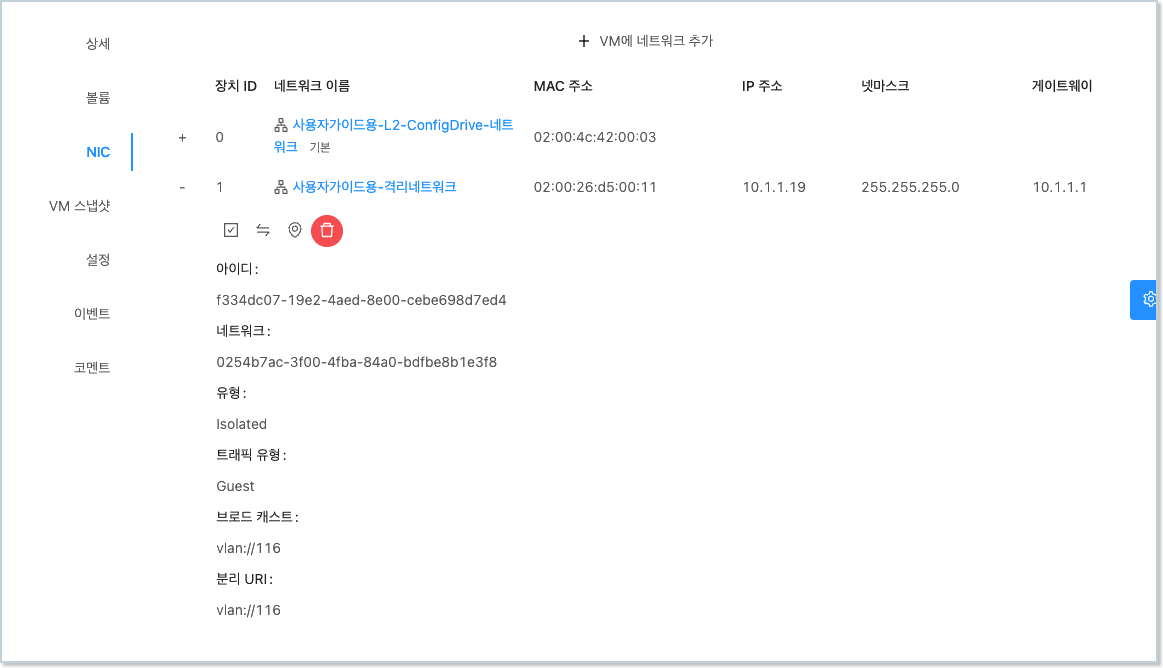 상세
볼륨
NIC
VM 스냅샷
설정
이벤트
코멘트
+ VM에 네트워크 추가
장치 ID 네트워크 이름 MAC 주소 IP 주소 넷마스크 게이트웨이
+ 0 사용자가이드용-L2-ConfigDrive-네트
워크 기본 02:00:4c:42:00:03
- 1 사용자가이드용-격리네트워크 02:00:26:d5:00:11 10.1.1.19 255.255.255.0 10.1.1.1
아이디:
f334dc07-19e2-4aed-8e00-cebe698d7ed4
네트워크:
0254b7ac-3f00-4fba-84a0-bdfbe8b1e3f8
유형:
Isolated
트래픽 유형:
Guest
브로드 캐스트:
vlan://116
분리 URI:
vlan://116